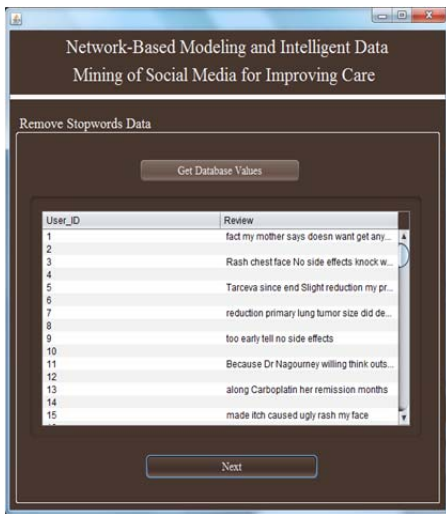 Network-Based Modeling and Intelligent Data
Mining of Social Media for Improving Care
Remove Stopwords Data
Get Database Values
User_ID Review
1 fact my mother says doesn want get any...
2
3 Rash chest face No side effects knock w...
4
5 Tarceva since end Slight reduction my pr...
6
7 reduction primary lung tumor size did de...
8
9 too early tell no side effects
10
11 Because Dr Nagourney willing think outs...
12
13 along Carboplatin her remission months
14
15 made itch caused ugly rash my face
Next